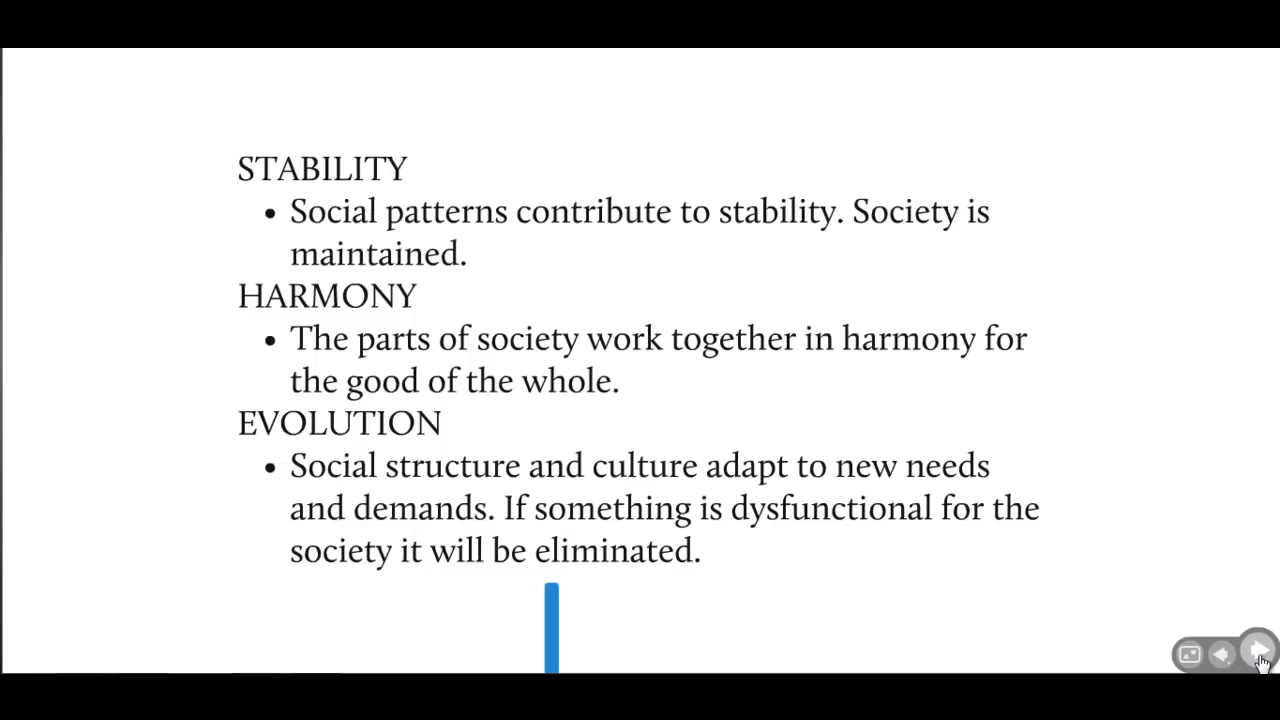 STABILITY
• Social patterns contribute to stability. Society is
maintained.
HARMONY
• The parts of society work together in harmony for
the good of the whole.
EVOLUTION
• Social structure and culture adapt to new needs
and demands. If something is dysfunctional for the
society it will be eliminated.